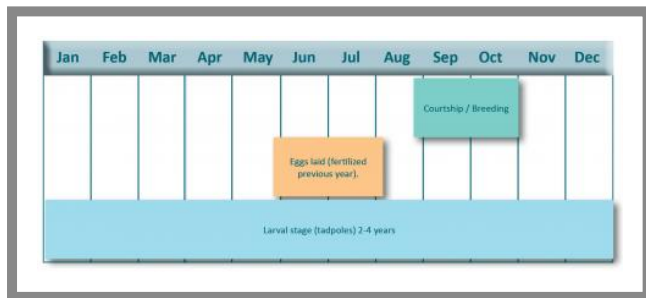 Jan Feb Mar Apr May Jun Jul Aug Sep Oct Nov Dec
Courtship / Breeding
Eggs laid (fertilized
previous year).
Larval stage (tadpoles) 2-4 years